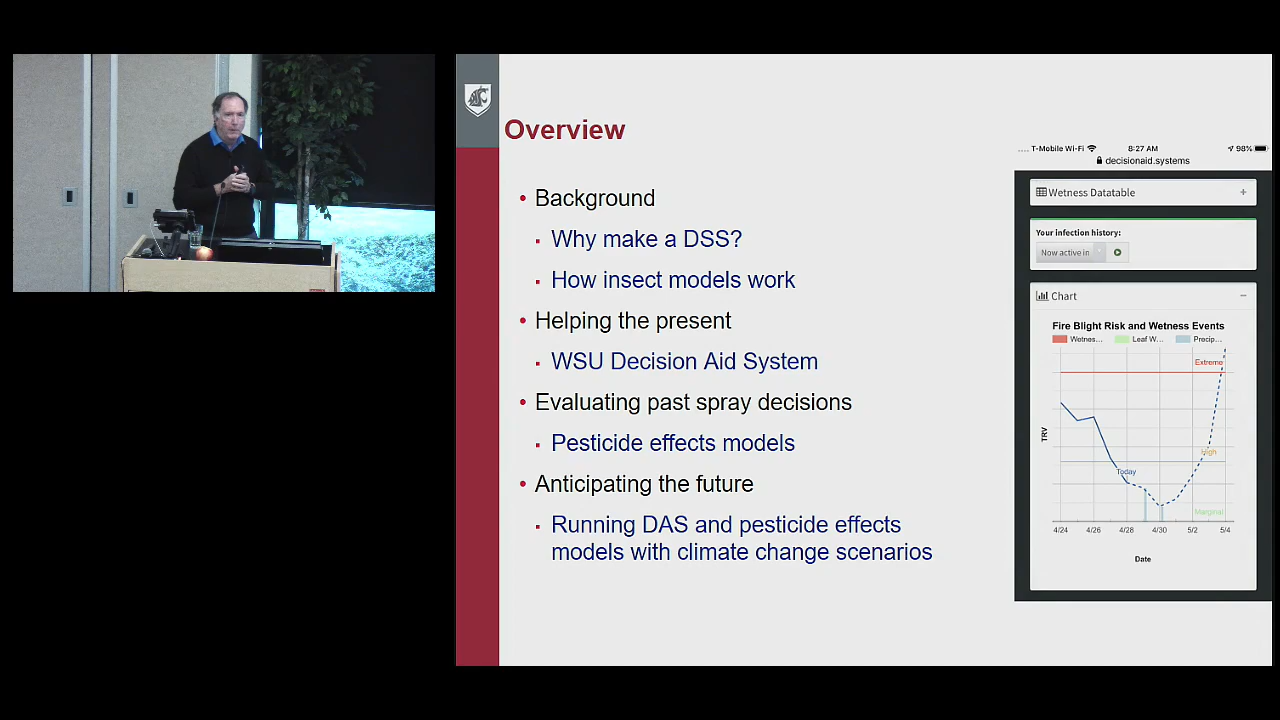 Overview
Background
Why make a DSS?
How insect models work
Helping the present
WSU Decision Aid System
Evaluating past spray decisions
Pesticide effects models
Anticipating the future
Running DAS and pesticide effects
models with climate change scenarios
.... T-Mobile Wi-Fi 8:27 AM 98%
decisionaid.systems
Wetness Datatable +
Your infection history:
Now active in
Chart −
Fire Blight Risk and Wetness Events
Wetnes... Leaf W... Precip...
Extreme
TRV
High
Today
Marginal
4/24 4/26 4/28 4/30 5/2 5/4
Date